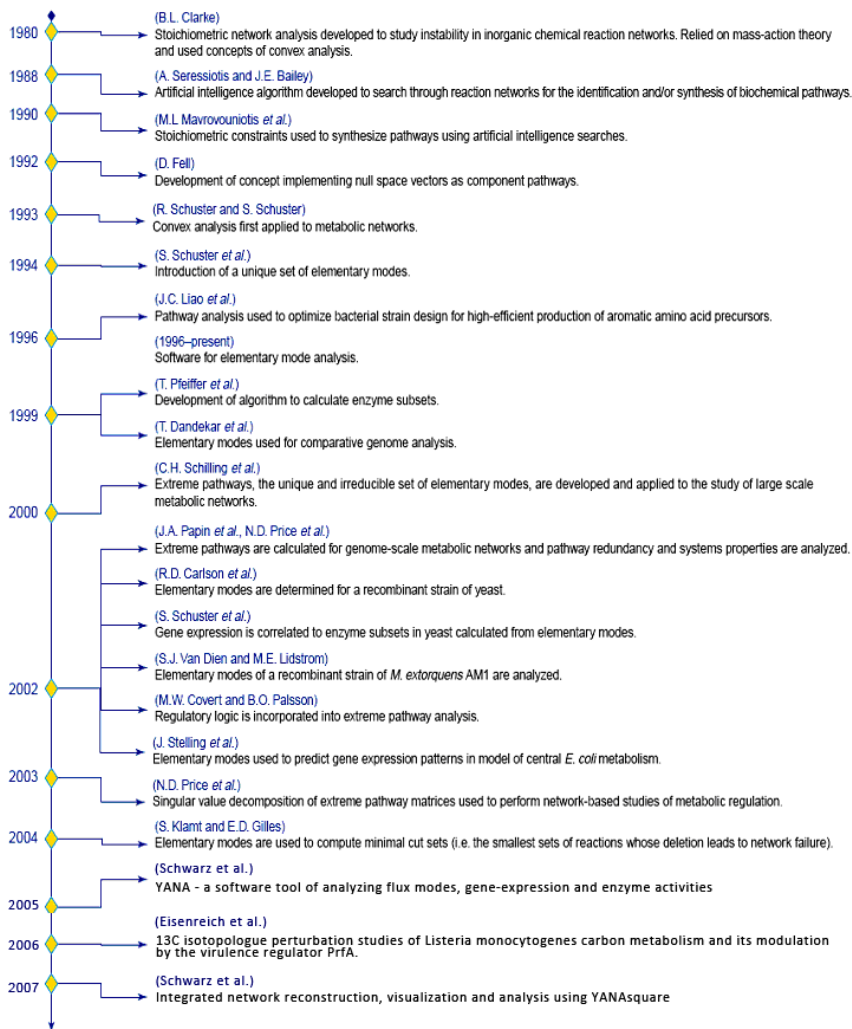 1980
(B.L. Clarke)
Stoichiometric network analysis developed to study instability in inorganic chemical reaction networks. Relied on mass-action theory
and used concepts of convex analysis.
1988
(A. Seressiotis and J.E. Bailey)
Artificial intelligence algorithm developed to search through reaction networks for the identification and/or synthesis of biochemical pathways.
1990
(M.L Mavrovouniotis et al.)
Stoichiometric constraints used to synthesize pathways using artificial intelligence searches.
1992
(D. Fell)
Development of concept implementing null space vectors as component pathways.
1993
(R. Schuster and S. Schuster)
Convex analysis first applied to metabolic networks.
1994
(S. Schuster et al.)
Introduction of a unique set of elementary modes.
1996
(J.C. Liao et al.)
Pathway analysis used to optimize bacterial strain design for high-efficient production of aromatic amino acid precursors.
(1996–present)
Software for elementary mode analysis.
1999
(T. Pfeiffer et al.)
Development of algorithm to calculate enzyme subsets.
(T. Dandekar et al.)
Elementary modes used for comparative genome analysis.
2000
(C.H. Schilling et al.)
Extreme pathways, the unique and irreducible set of elementary modes, are developed and applied to the study of large scale
metabolic networks.
2002
(J.A. Papin et al., N.D. Price et al.)
Extreme pathways are calculated for genome-scale metabolic networks and pathway redundancy and systems properties are analyzed.
(R.D. Carlson et al.)
Elementary modes are determined for a recombinant strain of yeast.
(S. Schuster et al.)
Gene expression is correlated to enzyme subsets in yeast calculated from elementary modes.
(S.J. Van Dien and M.E. Lidstrom)
Elementary modes of a recombinant strain of M. extorquens AM1 are analyzed.
(M.W. Covert and B.O. Palsson)
Regulatory logic is incorporated into extreme pathway analysis.
(J. Stelling et al.)
Elementary modes used to predict gene expression patterns in model of central E. coli metabolism.
2003
(N.D. Price et al.)
Singular value decomposition of extreme pathway matrices used to perform network-based studies of metabolic regulation.
2004
(S. Klamt and E.D. Gilles)
Elementary modes are used to compute minimal cut sets (i.e. the smallest sets of reactions whose deletion leads to network failure).
2005
(Schwarz et al.)
YANA - a software tool of analyzing flux modes, gene-expression and enzyme activities
2006
(Eisenreich et al.)
13C isotopologue perturbation studies of Listeria monocytogenes carbon metabolism and its modulation
by the virulence regulator PrfA.
2007
(Schwarz et al.)
Integrated network reconstruction, visualization and analysis using YANAsquare